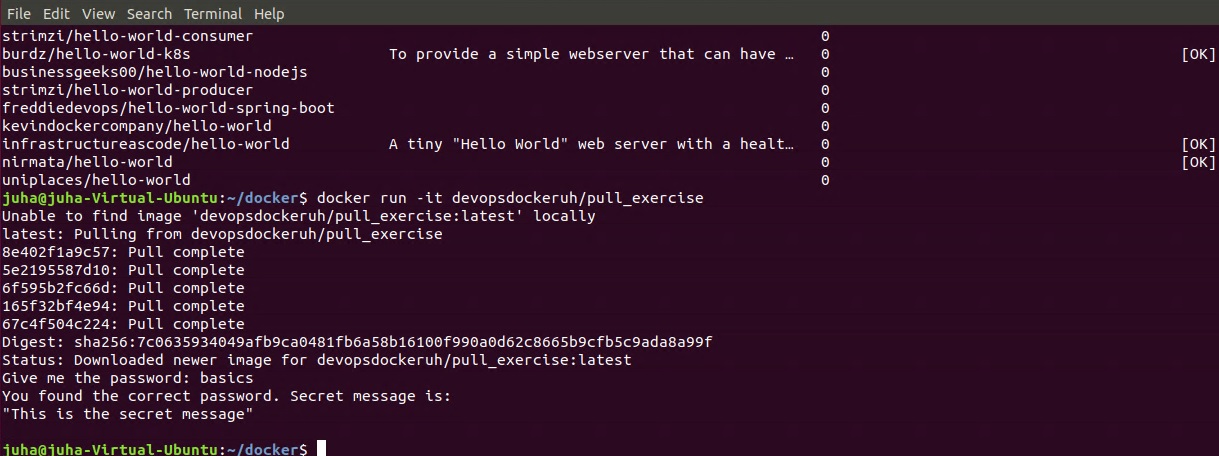 File Edit View Search Terminal Help
strimzi/hello-world-consumer 0
burdz/hello-world-k8s To provide a simple webserver that can have … 0 [OK]
businessgeeks00/hello-world-nodejs 0
strimzi/hello-world-producer 0
freddiedevops/hello-world-spring-boot 0
kevindockercompany/hello-world 0
infrastructureascode/hello-world A tiny "Hello World" web server with a healt… 0 [OK]
nirmata/hello-world 0 [OK]
uniplaces/hello-world 0
juha@juha-Virtual-Ubuntu:~/docker$ docker run -it devopsdockeruh/pull_exercise
Unable to find image 'devopsdockeruh/pull_exercise:latest' locally
latest: Pulling from devopsdockeruh/pull_exercise
8e402f1a9c57: Pull complete
5e2195587d10: Pull complete
6f595b2fc66d: Pull complete
165f32bf4e94: Pull complete
67c4f504c224: Pull complete
Digest: sha256:7c0635934049afb9ca0481fb6a58b16100f990a0d62c8665b9cfb5c9ada8a99f
Status: Downloaded newer image for devopsdockeruh/pull_exercise:latest
Give me the password: basics
You found the correct password. Secret message is:
"This is the secret message"
juha@juha-Virtual-Ubuntu:~/docker$